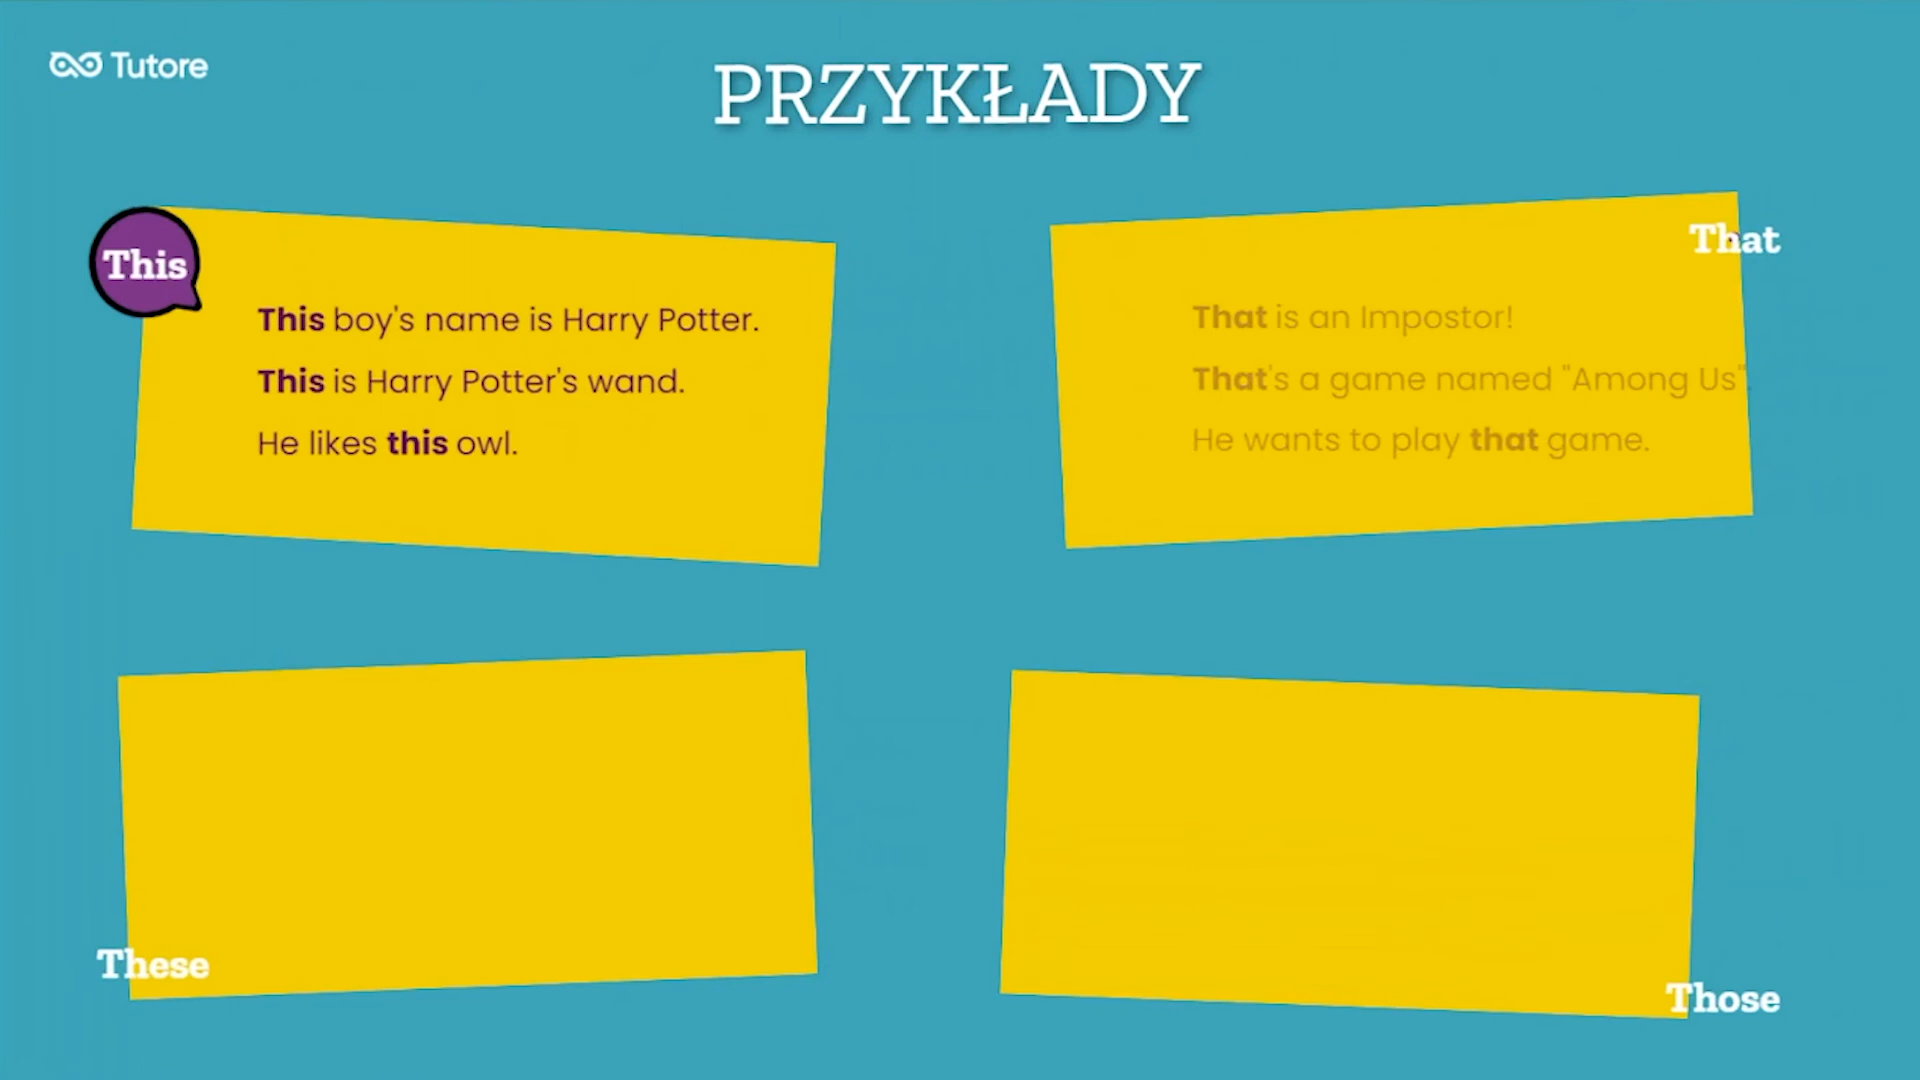 Tutore
PRZYKŁADY
This
This boy's name is Harry Potter.
This is Harry Potter's wand.
He likes this owl.
That
That is an Impostor!
That's a game named "Among Us".
He wants to play that game.
These
Those